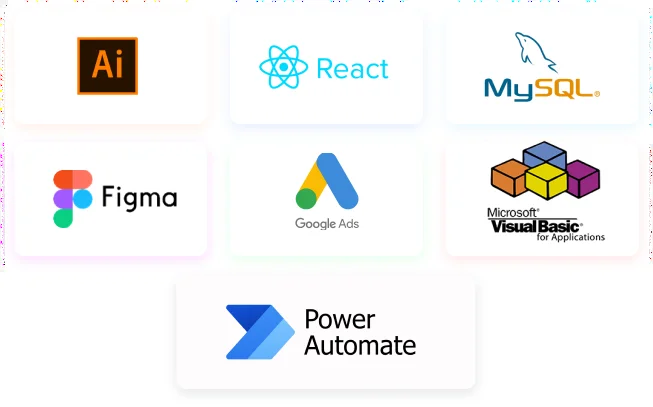 Ai
React
MySQL®
Figma
Google Ads
Microsoft®
Visual Basic®
for Applications
Power
Automate